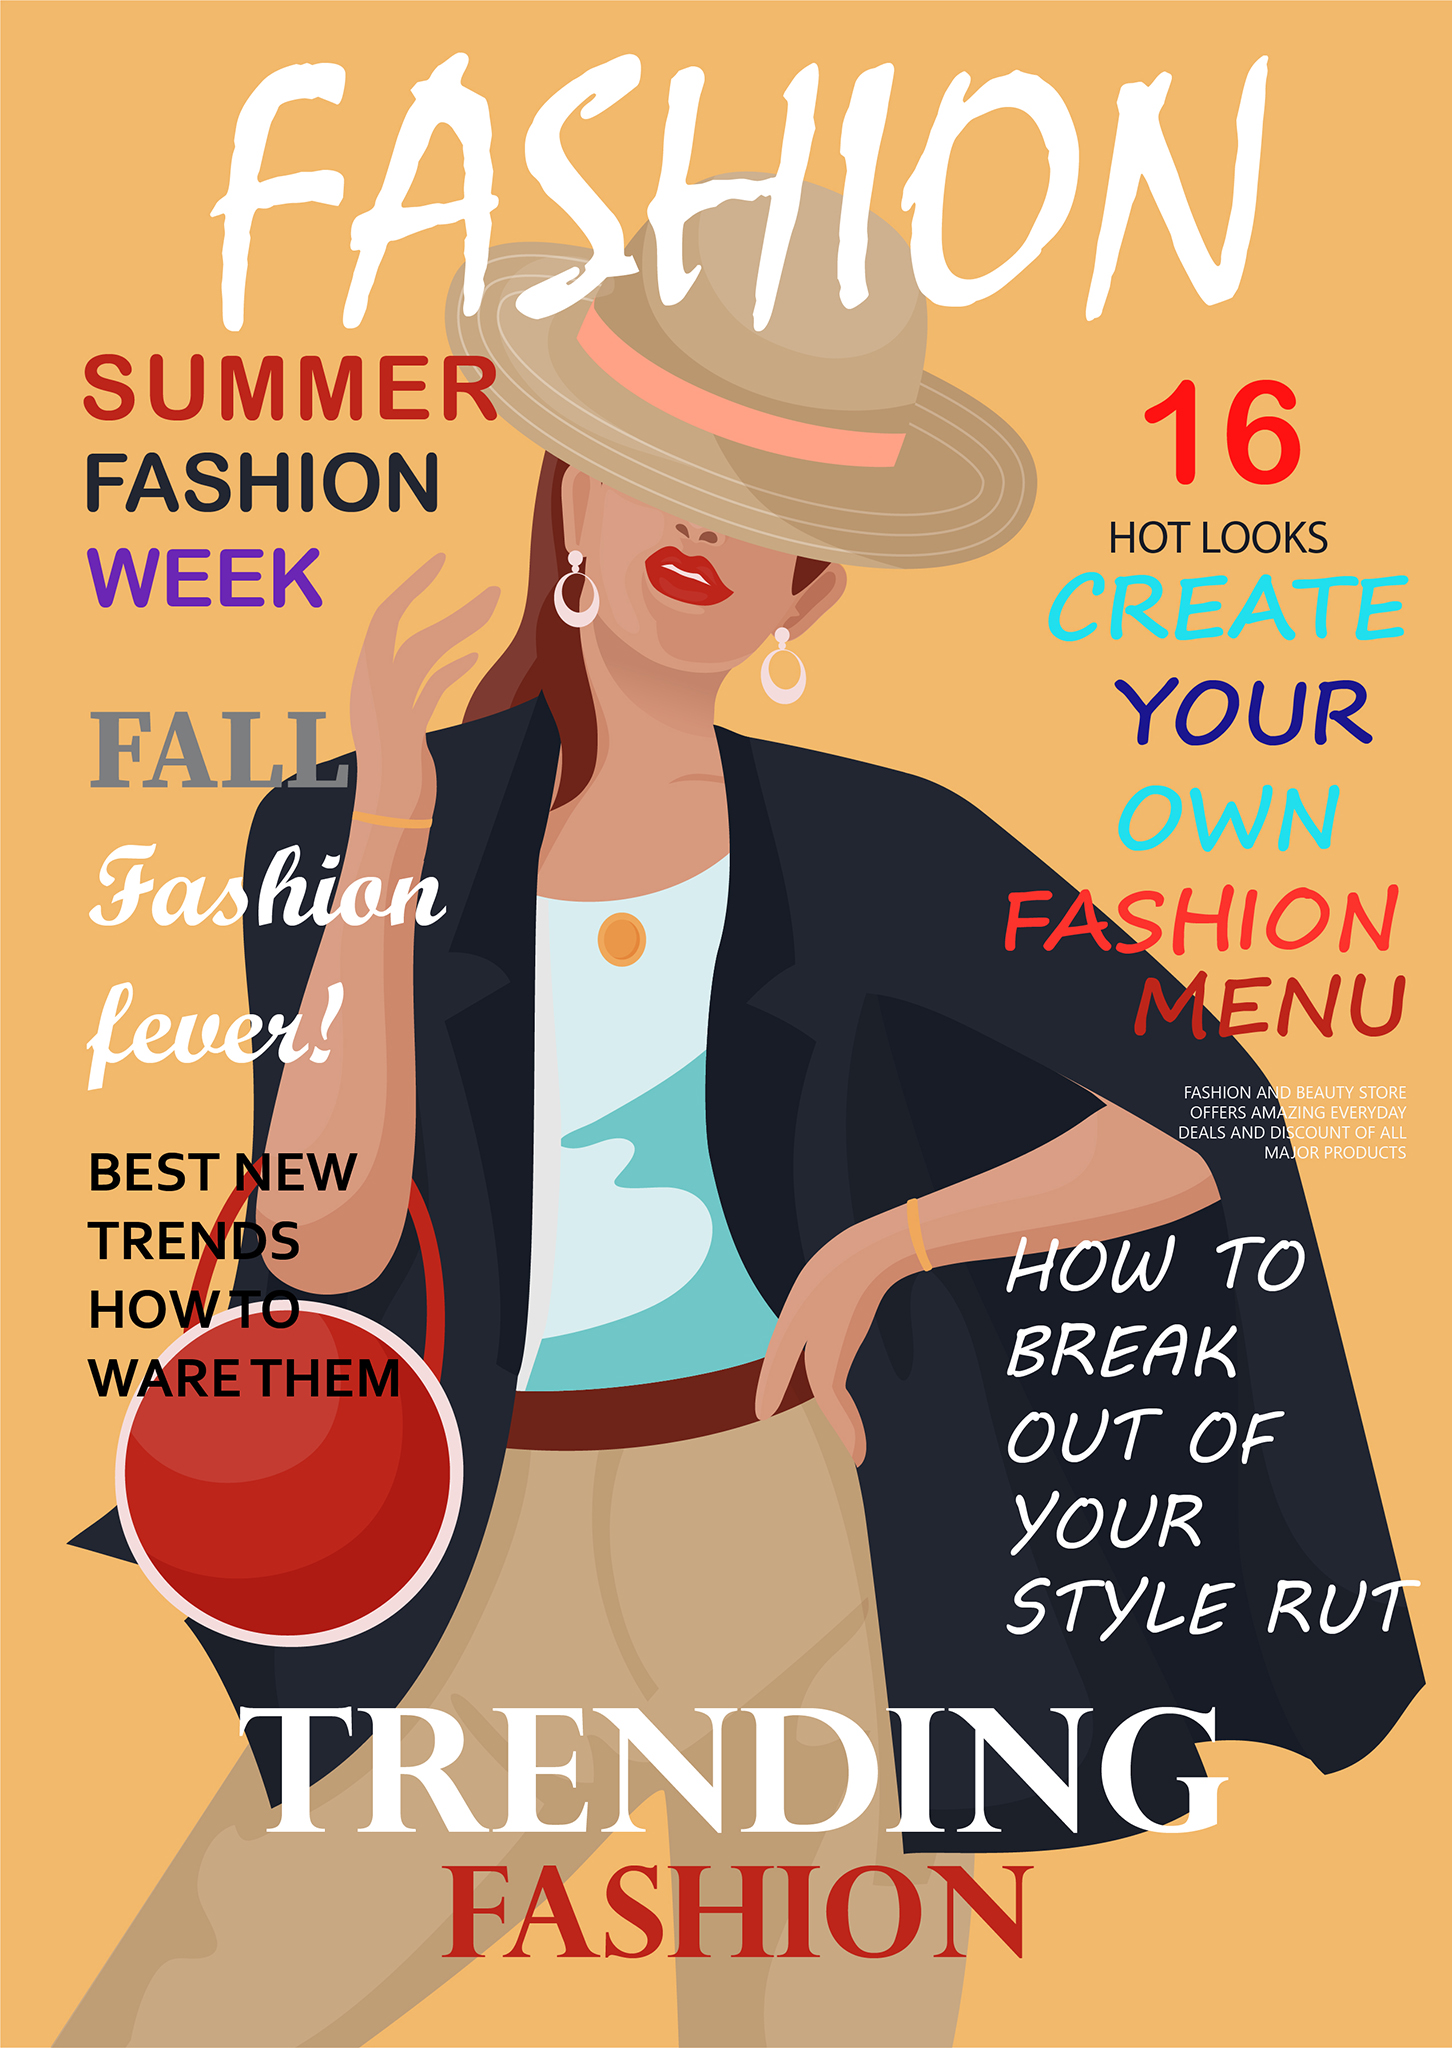 FASHION
SUMMER
FASHION
WEEK
FALL
Fashion
fever!
BEST NEW
TRENDS
HOW TO
WARE THEM
16
HOT LOOKS
CREATE
YOUR
OWN
FASHION
MENU
FASHION AND BEAUTY STORE
OFFERS AMAZING EVERYDAY
DEALS AND DISCOUNT OF ALL
MAJOR PRODUCTS
HOW TO
BREAK
OUT OF
YOUR
STYLE RUT
TRENDING
FASHION